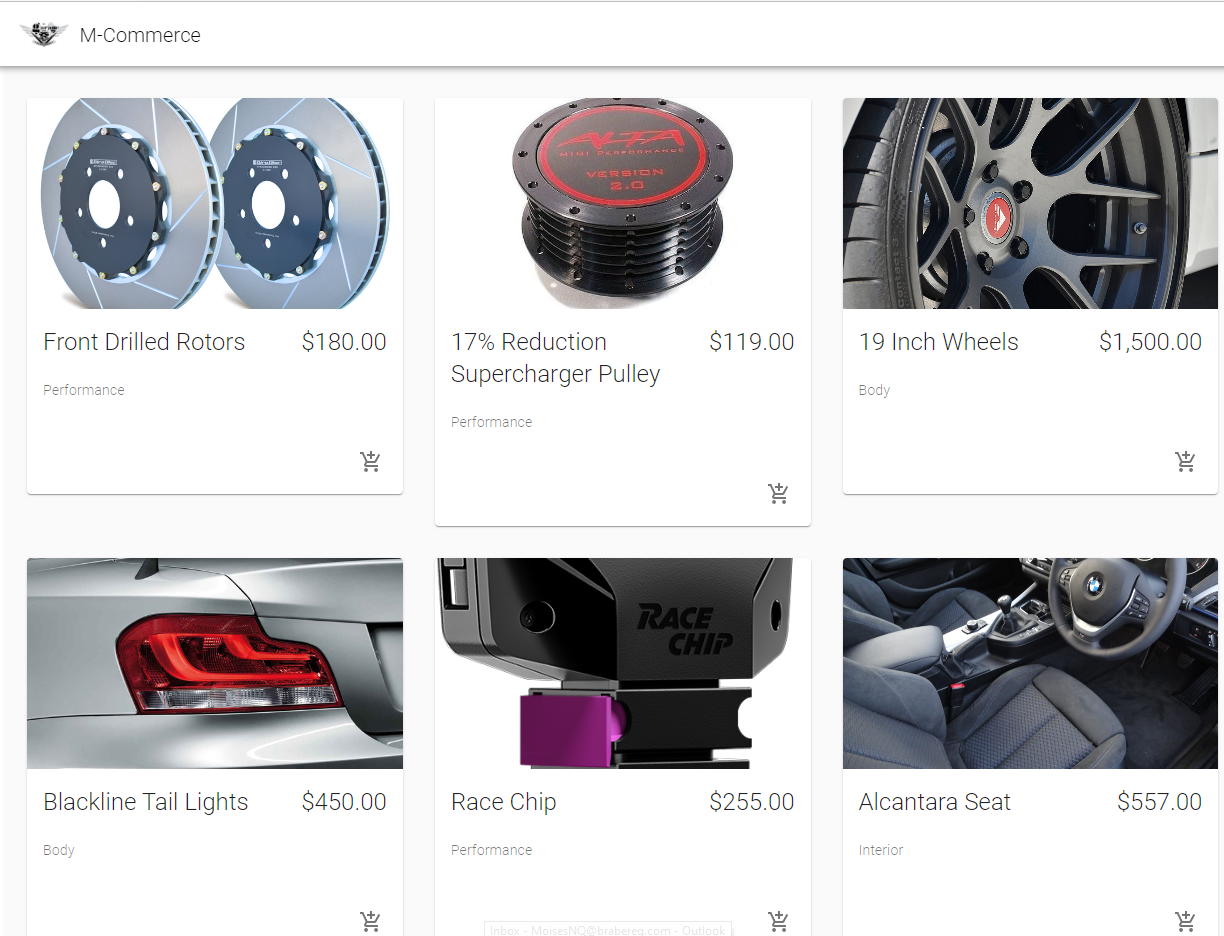 M-Commerce
ALTA
MINI PERFORMANCE
VERSION
2.0
Front Drilled Rotors $180.00
Performance
17% Reduction
Supercharger Pulley
$119.00
Performance
19 Inch Wheels $1,500.00
Body
RACE
CHIP
Blackline Tail Lights $450.00
Body
Race Chip $255.00
Performance
Alcantara Seat $557.00
Interior
Inbox - MoisesNQ@brabereg.com - Outlook